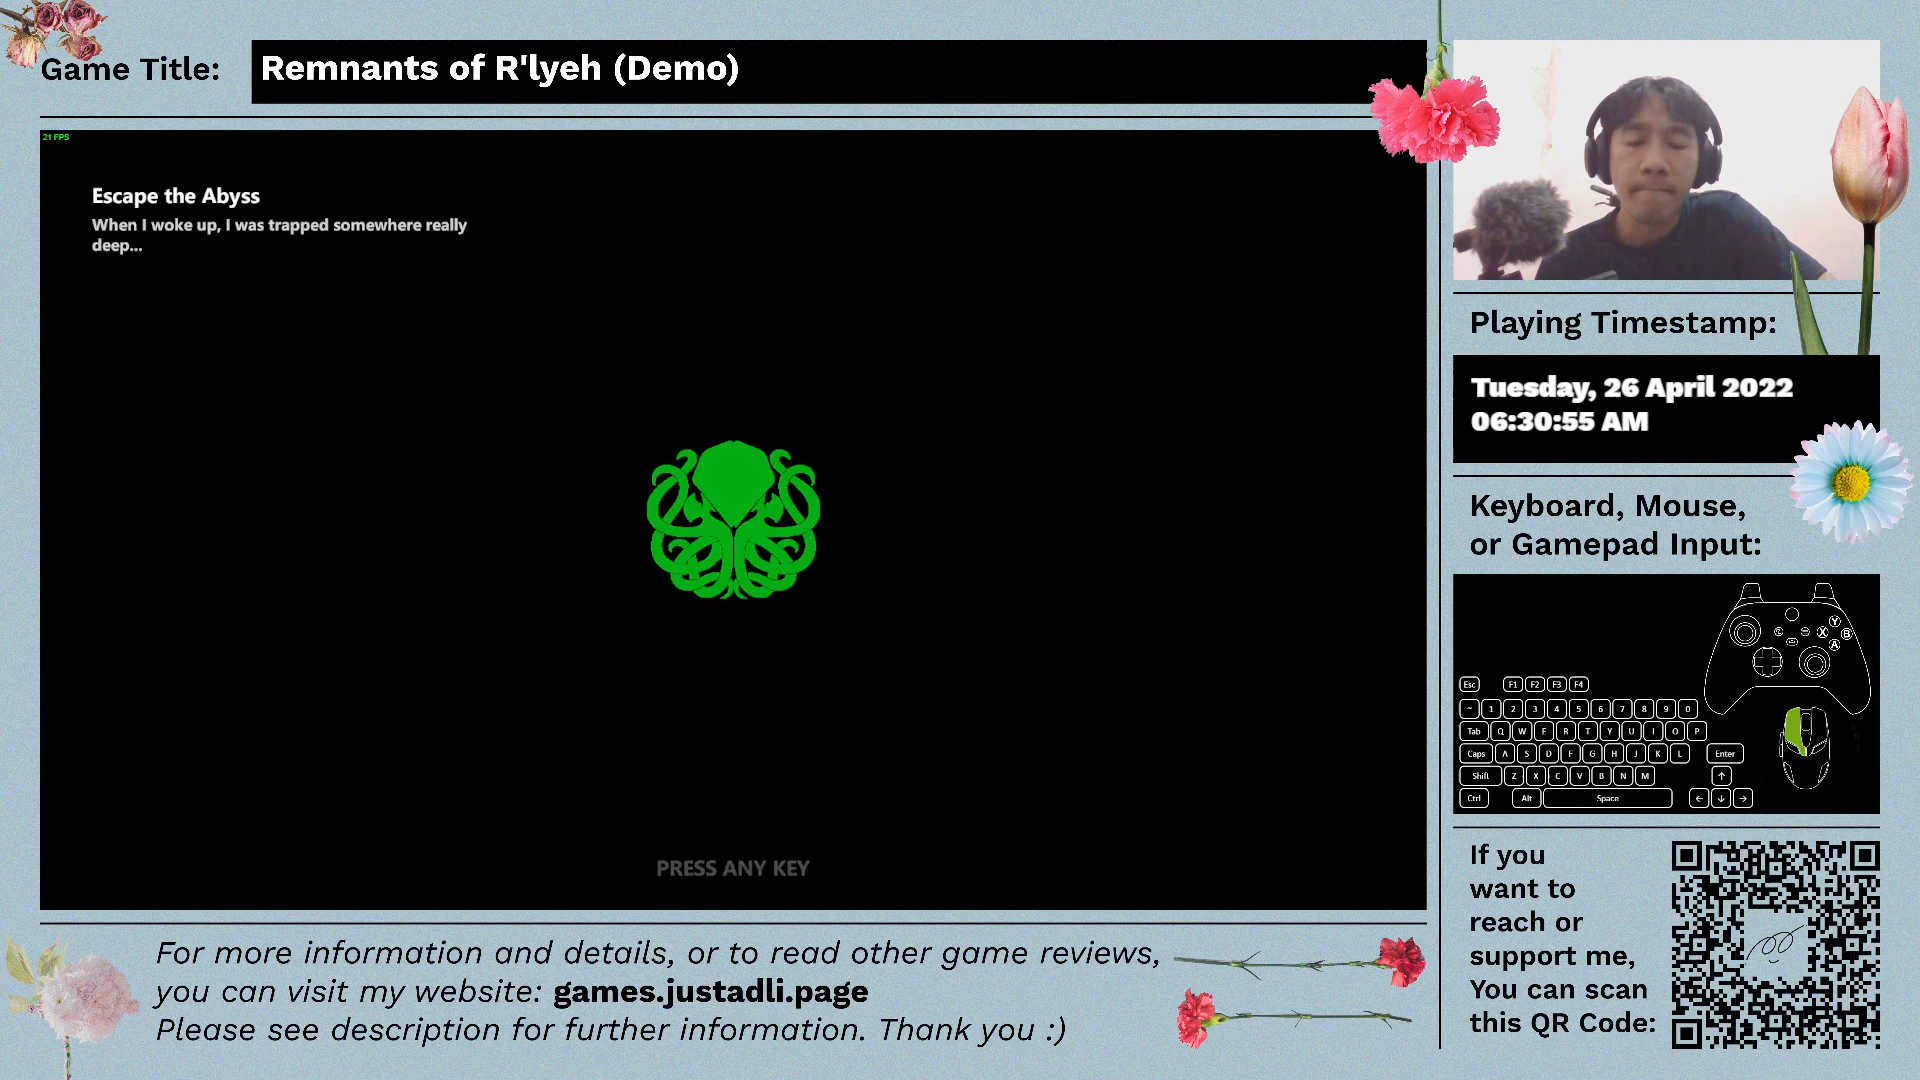 Game Title:
Remnants of R'lyeh (Demo)
21 FPS
Escape the Abyss
When I woke up, I was trapped somewhere really
deep...
PRESS ANY KEY
Playing Timestamp:
Tuesday, 26 April 2022
06:30:55 AM
Keyboard, Mouse,
or Gamepad Input:
Y
X B
A
Esc F1 F2 F3 F4
~ 1 2 3 4 5 6 7 8 9 0
Tab Q W E R T Y U I O P
Caps A S D F G H J K L Enter
Shift Z X C V B N M ↑
Ctrl Alt Space ← ↓ →
If you
want to
reach or
support me,
You can scan
this QR Code:
For more information and details, or to read other game reviews,
you can visit my website: games.justadli.page
Please see description for further information. Thank you :)